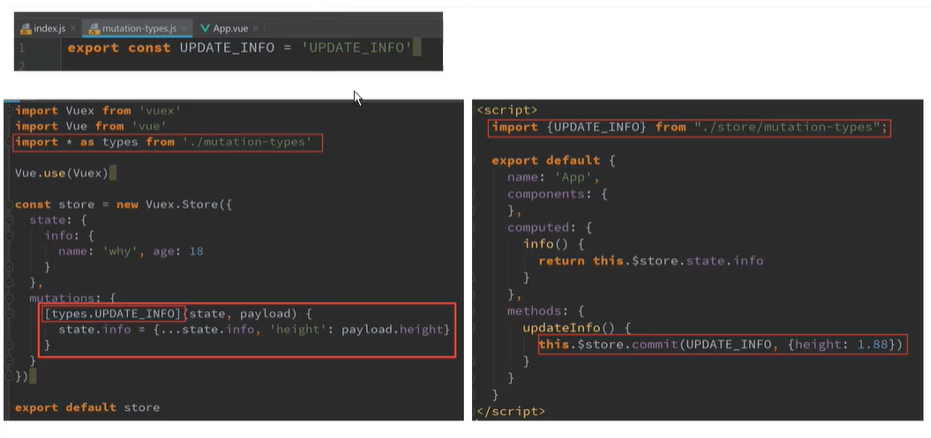 index.js mutation-types.js App.vue
1 export const UPDATE_INFO = 'UPDATE_INFO'
2
import Vuex from 'vuex'
import Vue from 'vue'
import * as types from './mutation-types'
Vue.use(Vuex)
const store = new Vuex.Store({
state: {
info: {
name: 'why', age: 18
}
},
mutations: {
[types.UPDATE_INFO](state, payload) {
state.info = {...state.info, 'height': payload.height}
}
}
})
export default store
<script>
import {UPDATE_INFO} from "./store/mutation-types";
export default {
name: 'App',
components: {
},
computed: {
info() {
return this.$store.state.info
}
},
methods: {
updateInfo() {
this.$store.commit(UPDATE_INFO, {height: 1.88})
}
}
}
</script>